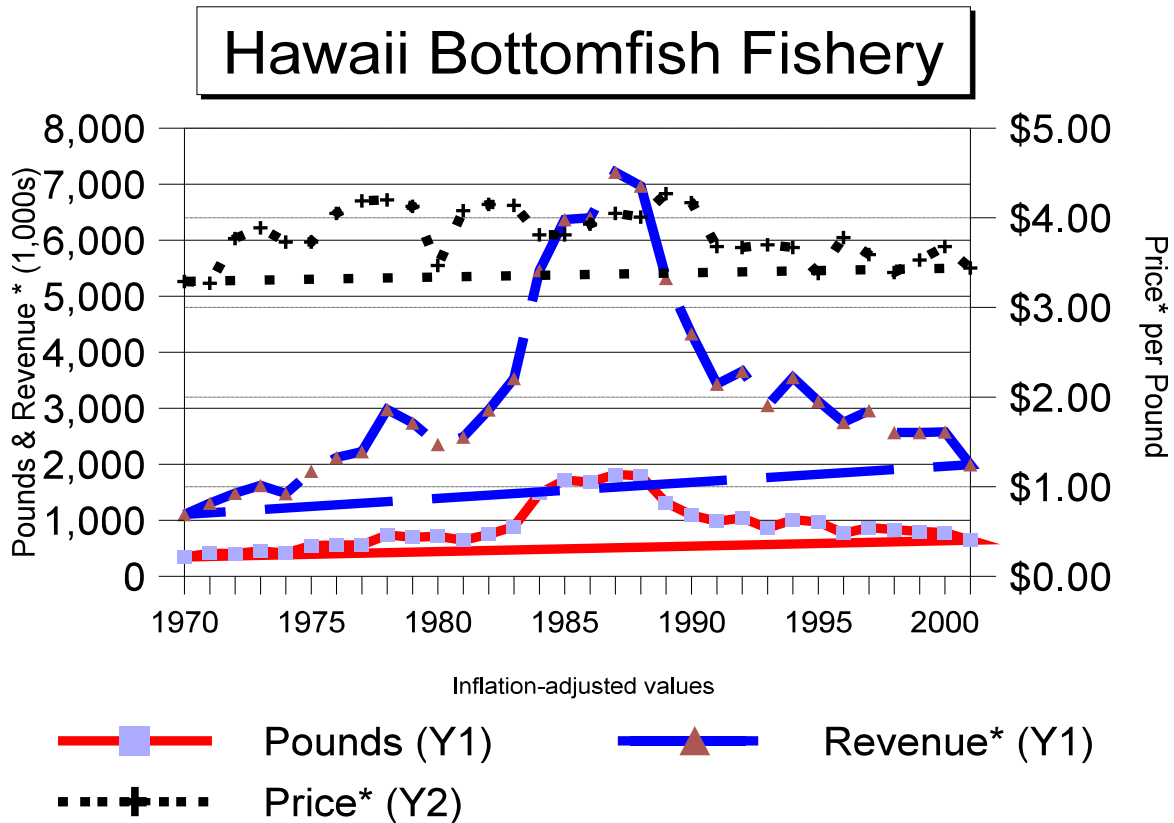 Hawaii Bottomfish Fishery
Pounds & Revenue * (1,000s)
8,000
7,000
6,000
5,000
4,000
3,000
2,000
1,000
0
$5.00
$4.00
$3.00
$2.00
$1.00
$0.00
Price* per Pound
1970 1975 1980 1985 1990 1995 2000
Inflation-adjusted values
Pounds (Y1) Revenue* (Y1)
Price* (Y2)